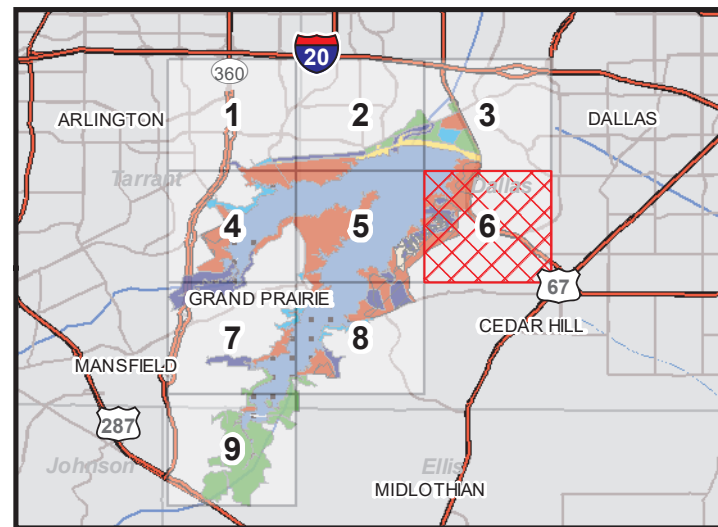 20
360
1
2
3
ARLINGTON
DALLAS
Tarrant
Dallas
4
5
6
67
GRAND PRAIRIE
7
8
CEDAR HILL
MANSFIELD
287
9
Johnson
Ellis
MIDLOTHIAN